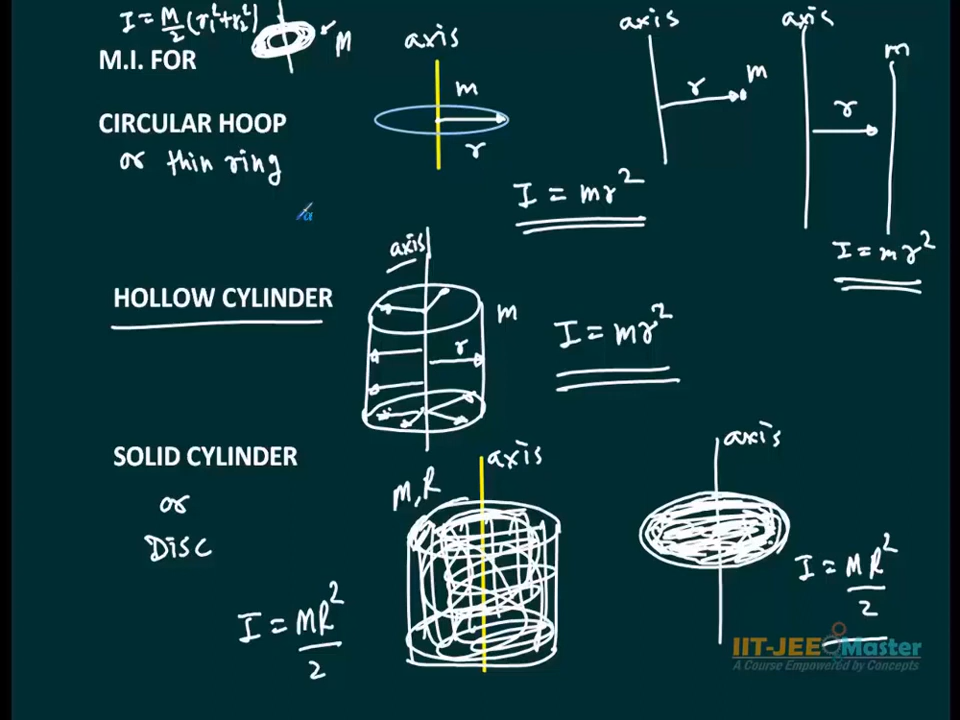 I = M/2 (r₁² + r₂²)
M
M.I. FOR
axis
axis
axis
m
m
m
r
r
r
CIRCULAR HOOP
or thin ring
I = mr²
I = mr²
axis
HOLLOW CYLINDER
m
r
I = mr²
SOLID CYLINDER
or
Disc
axis
M, R
axis
I = MR²/2
I = MR²/2
IIT-JEE Master
A Course Empowered by Concepts